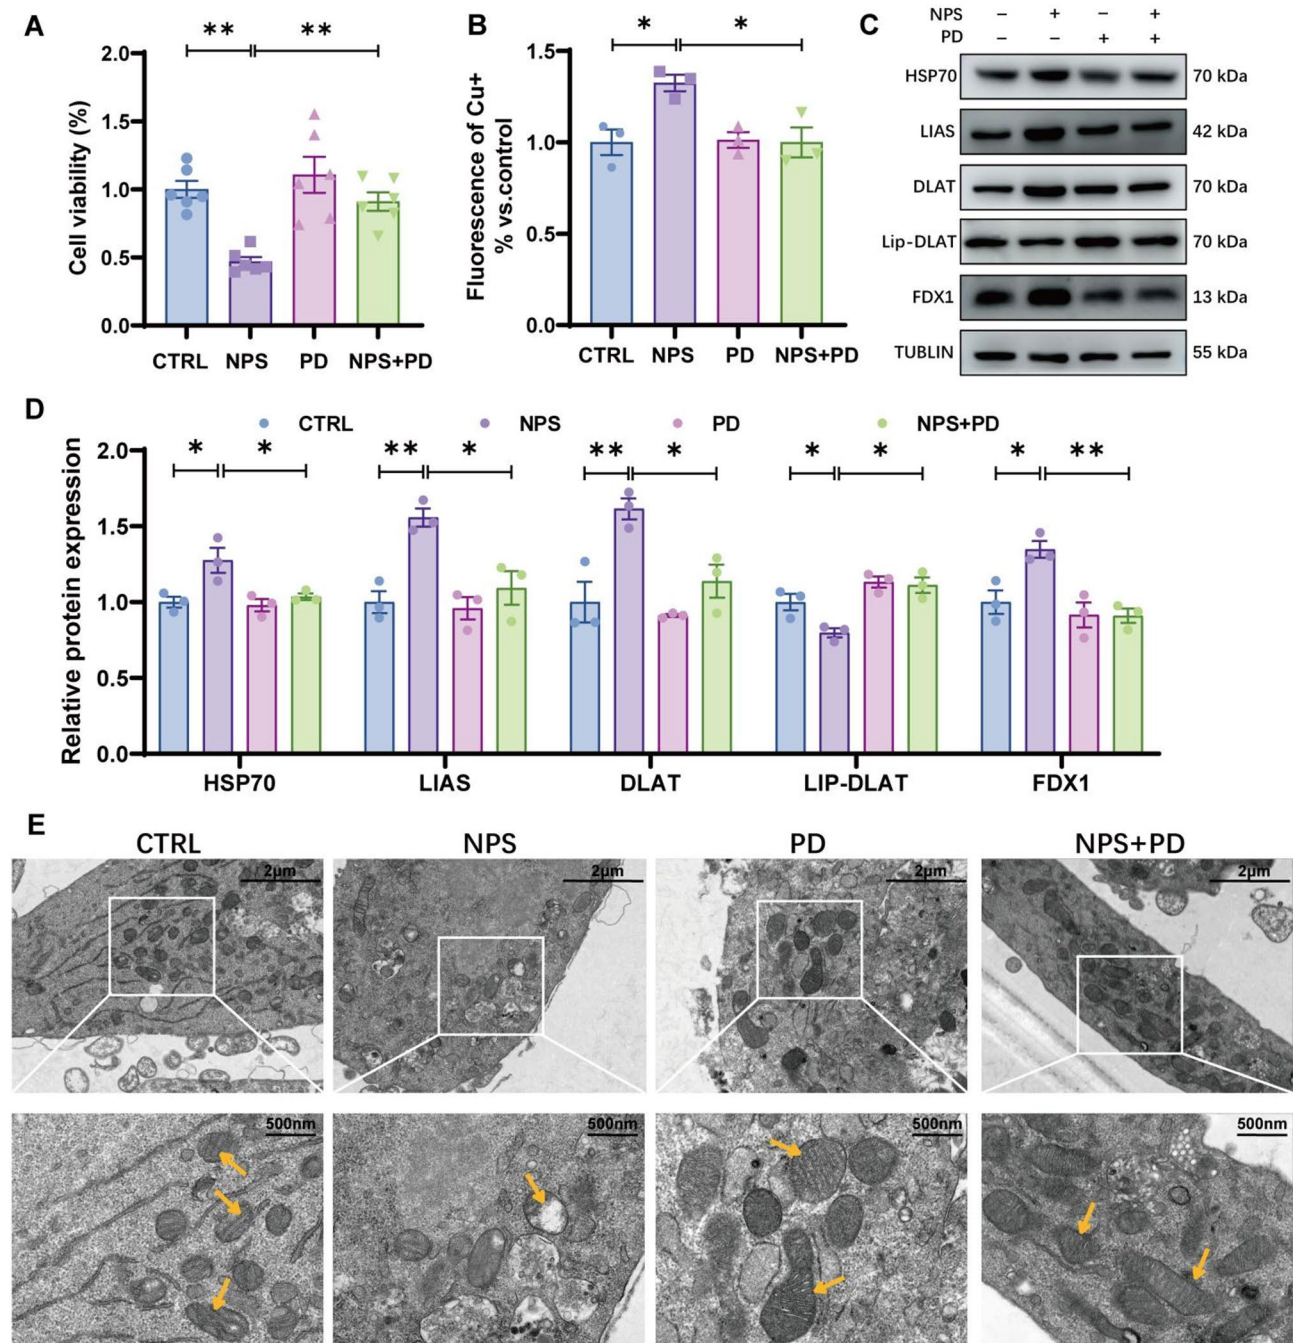 A
** **
Cell viability (%)
2.0
1.5
1.0
0.5
0.0
CTRL NPS PD NPS+PD
B
* *
Fluorescence of Cu+
% vs.control
1.5
1.0
0.5
0.0
CTRL NPS PD NPS+PD
C
NPS – + – +
PD – – + +
HSP70 70 kDa
LIAS 42 kDa
DLAT 70 kDa
Lip-DLAT 70 kDa
FDX1 13 kDa
TUBLIN 55 kDa
D
CTRL NPS PD NPS+PD
Relative protein expression
2.0
1.5
1.0
0.5
0.0
* * ** * ** * * * * **
HSP70 LIAS DLAT LIP-DLAT FDX1
E
CTRL NPS PD NPS+PD
2μm 2μm 2μm 2μm
500nm 500nm 500nm 500nm